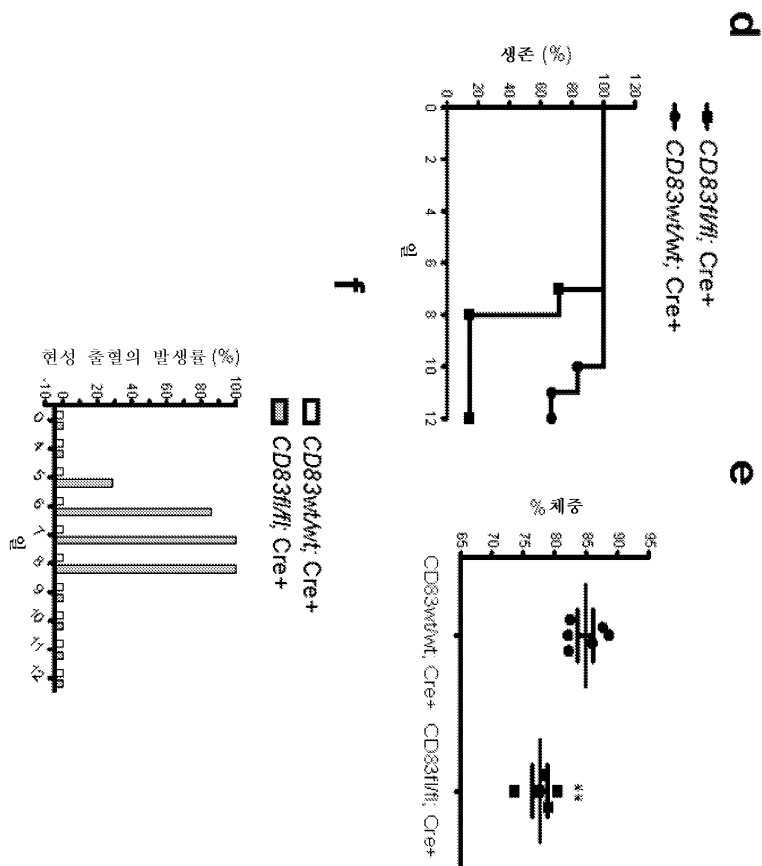 d
CD83fl/fl; Cre+
CD83wt/wt; Cre+
생존 (%)
120
100
80
60
40
20
0
0 2 4 6 8 10 12
일
e
% 체중
95
90
85
80
75
70
65
**
CD83wt/wt; Cre+ CD83fl/fl; Cre+
f
CD83wt/wt; Cre+
CD83fl/fl; Cre+
현성 출혈의 발생률 (%)
100
80
60
40
20
0
-10
0 4 5 6 7 8 9 10 11 12
일